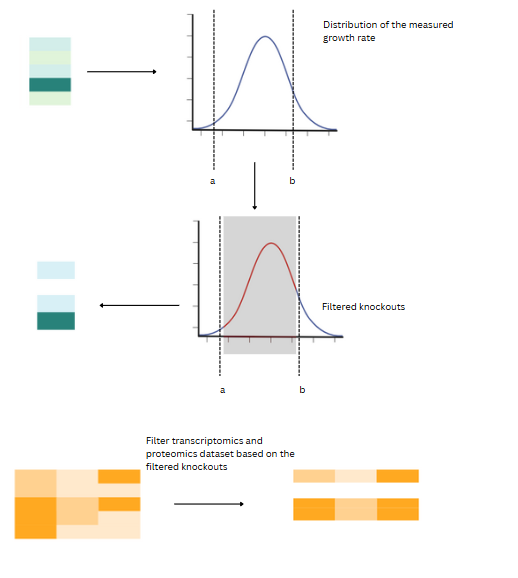 Distribution of the measured
growth rate
a
b
Filtered knockouts
a
b
Filter transcriptomics and
proteomics dataset based on the
filtered knockouts